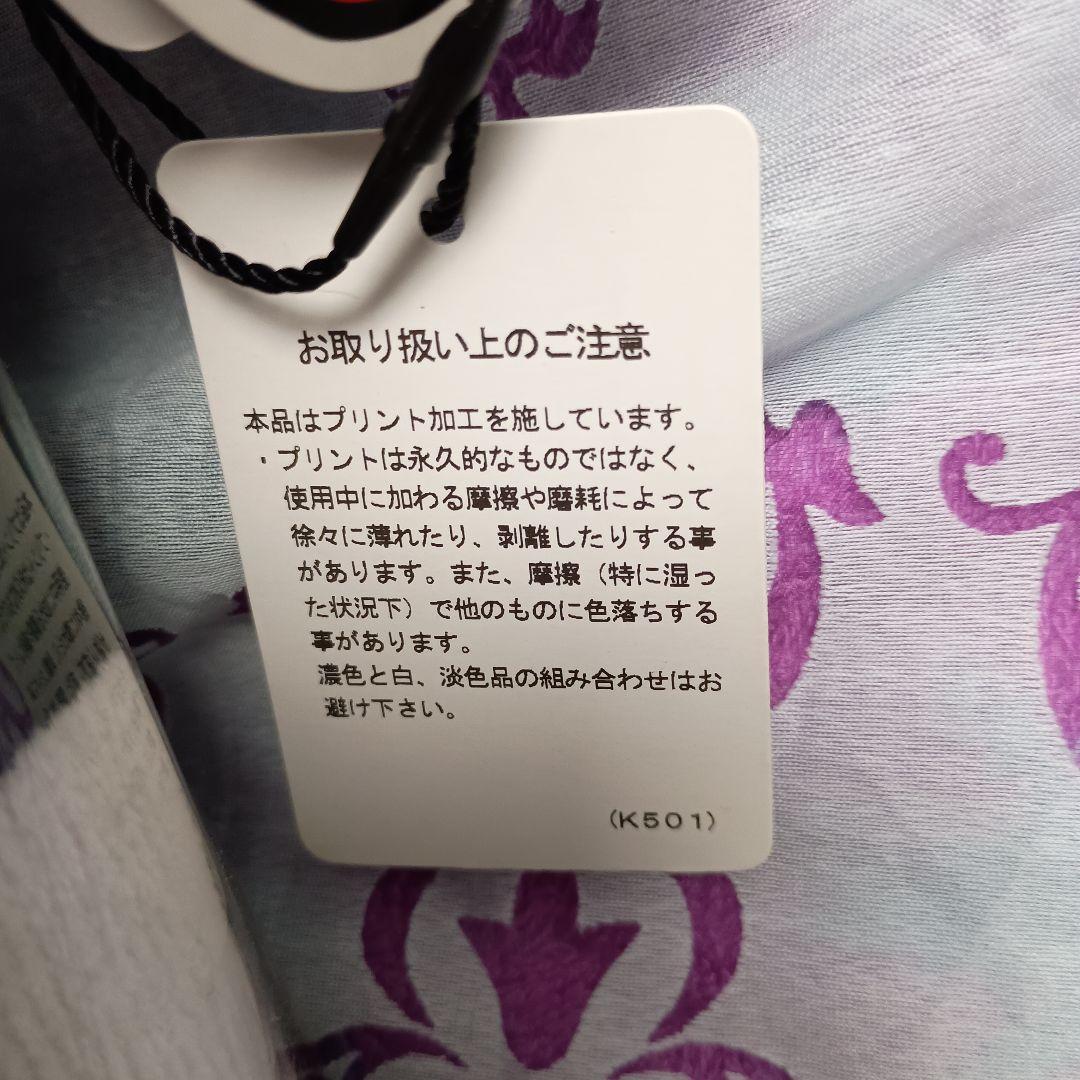 お取り扱い上のご注意
本品はプリント加工を施しています。
・プリントは永久的なものではなく、
使用中に加わる摩擦や磨耗によって
徐々に薄れたり、剥離したりする事
があります。また、摩擦（特に湿っ
た状況下）で他のものに色落ちする
事があります。
濃色と白、淡色品の組み合わせはお
避け下さい。
（K501）